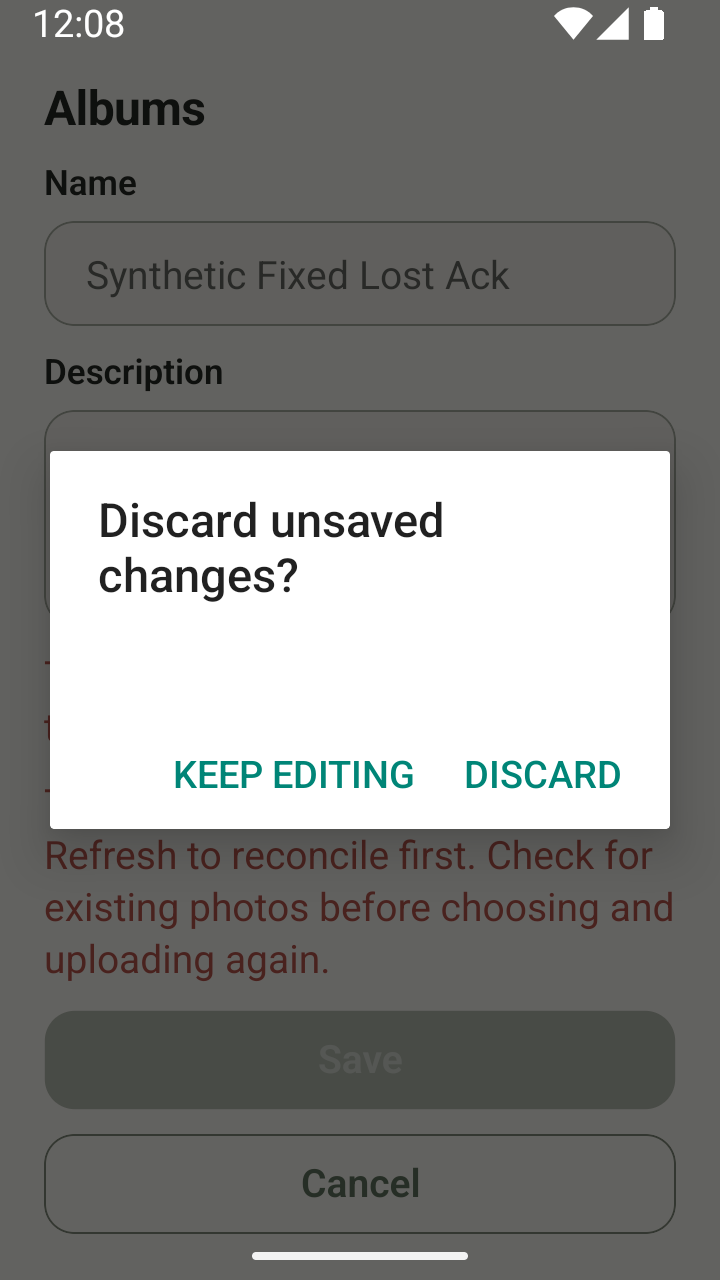 12:08
Albums
Name
Synthetic Fixed Lost Ack
Description
Discard unsaved
changes?
KEEP EDITING DISCARD
Refresh to reconcile first. Check for
existing photos before choosing and
uploading again.
Save
Cancel